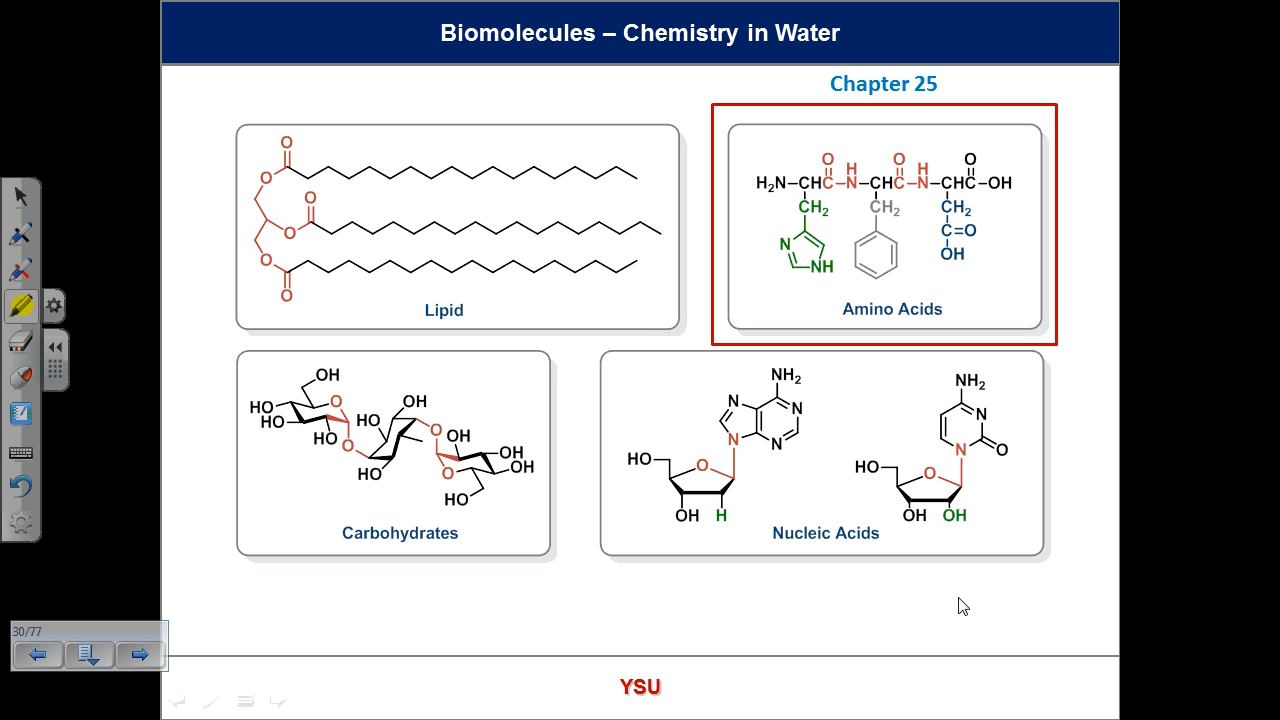 Biomolecules – Chemistry in Water
Chapter 25
O
O
O
O
O
O
Lipid
O O O
H₂N–CHC–N–CHC–N–CHC–OH
H H
CH₂ CH₂ CH₂
C=O
OH
N
NH
Amino Acids
OH
HO
HO
HO
O
O
HO
OH
HO
O
OH
OH
OH
O
HO
Carbohydrates
NH₂
N
N
N
N
HO
O
OH H
NH₂
N
N
O
HO
O
OH OH
Nucleic Acids
30/77
YSU